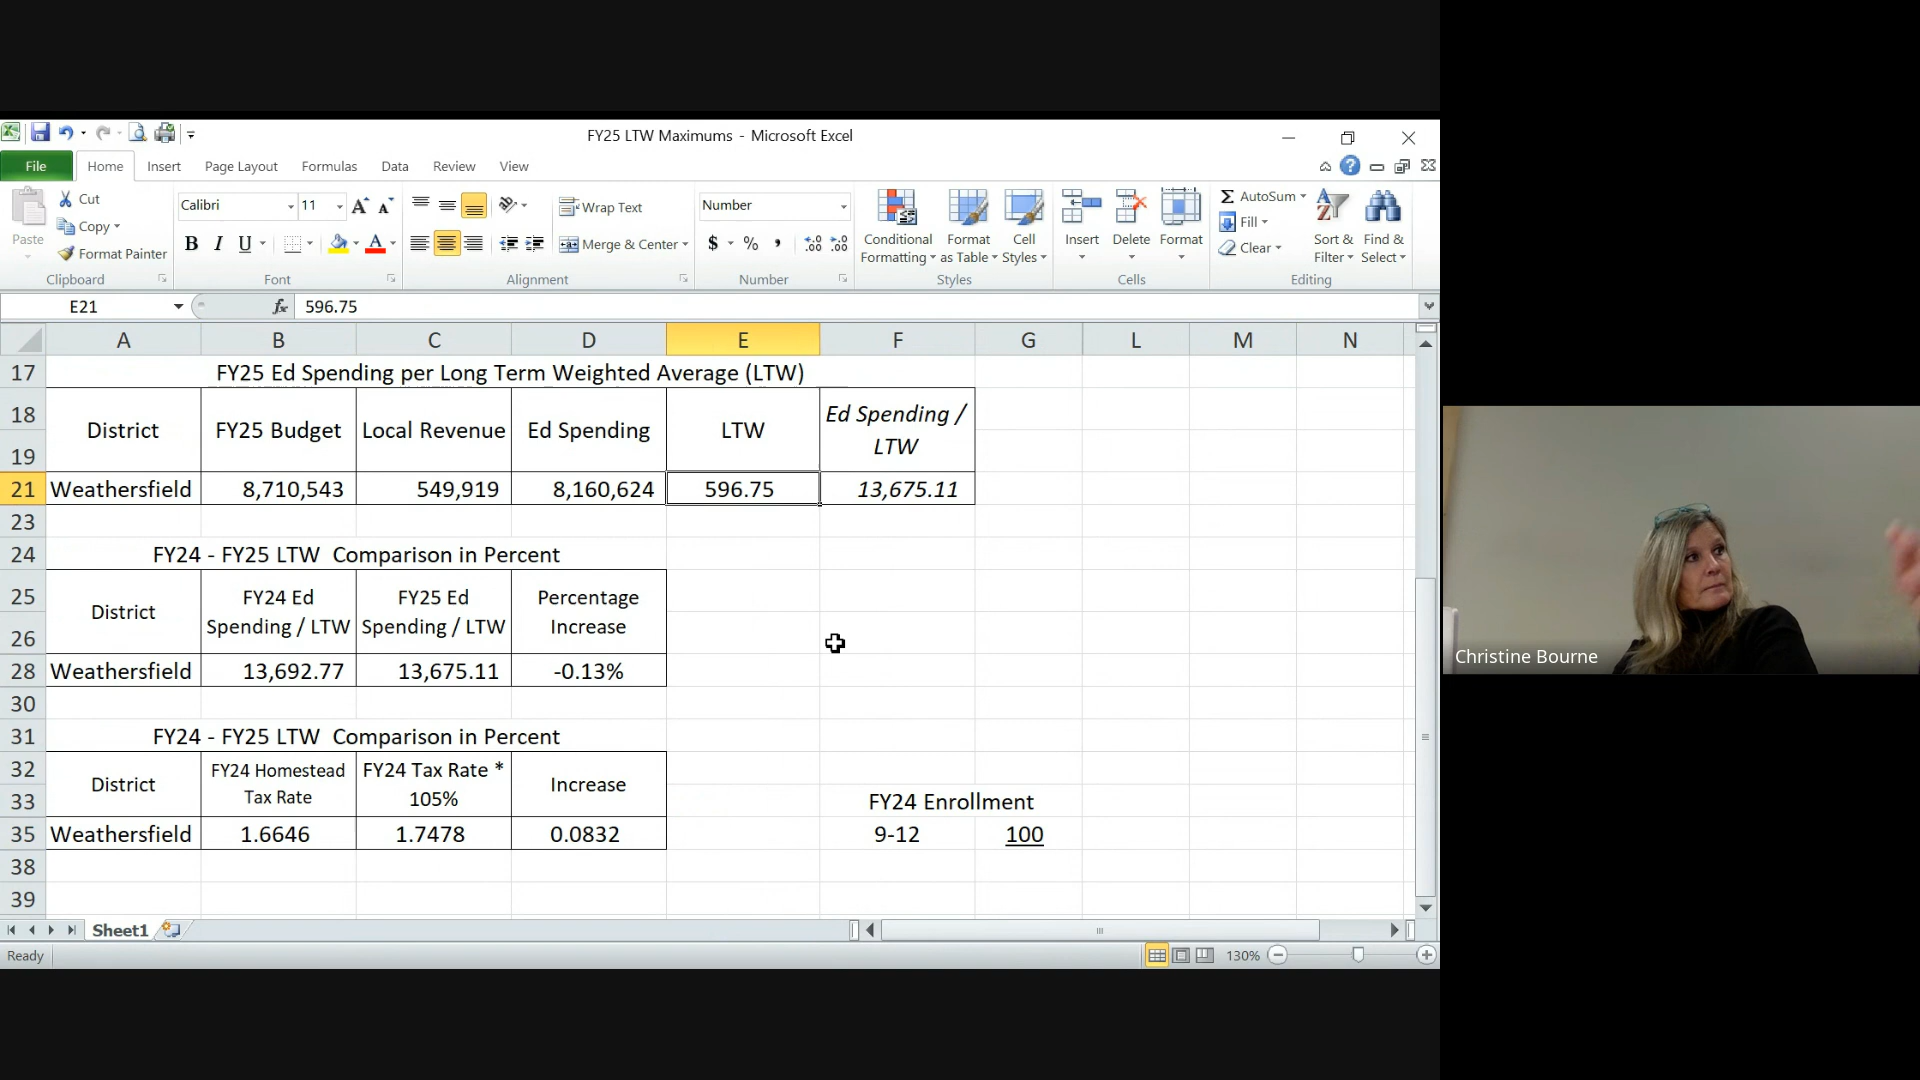 FY25 LTW Maximums - Microsoft Excel
File Home Insert Page Layout Formulas Data Review View
Paste
Cut
Copy
Format Painter
Clipboard
Calibri 11
B I U A
Font
Wrap Text
Merge & Center
Alignment
Number
$ % ,
Number
Conditional Formatting
Format as Table
Cell Styles
Styles
Insert Delete Format
Cells
Σ AutoSum
Fill
Clear
Sort & Filter
Find & Select
Editing
E21 fx 596.75
A B C D E F G L M N
17 FY25 Ed Spending per Long Term Weighted Average (LTW)
18 District FY25 Budget Local Revenue Ed Spending LTW Ed Spending / LTW
19
21 Weathersfield 8,710,543 549,919 8,160,624 596.75 13,675.11
23
24 FY24 - FY25 LTW Comparison in Percent
25 District FY24 Ed Spending / LTW FY25 Ed Spending / LTW Percentage Increase
26
28 Weathersfield 13,692.77 13,675.11 -0.13%
30
31 FY24 - FY25 LTW Comparison in Percent
32 District FY24 Homestead Tax Rate FY24 Tax Rate * 105% Increase
33 FY24 Enrollment
35 Weathersfield 1.6646 1.7478 0.0832 9-12 100
38
39
Sheet1
Ready 130%
Christine Bourne